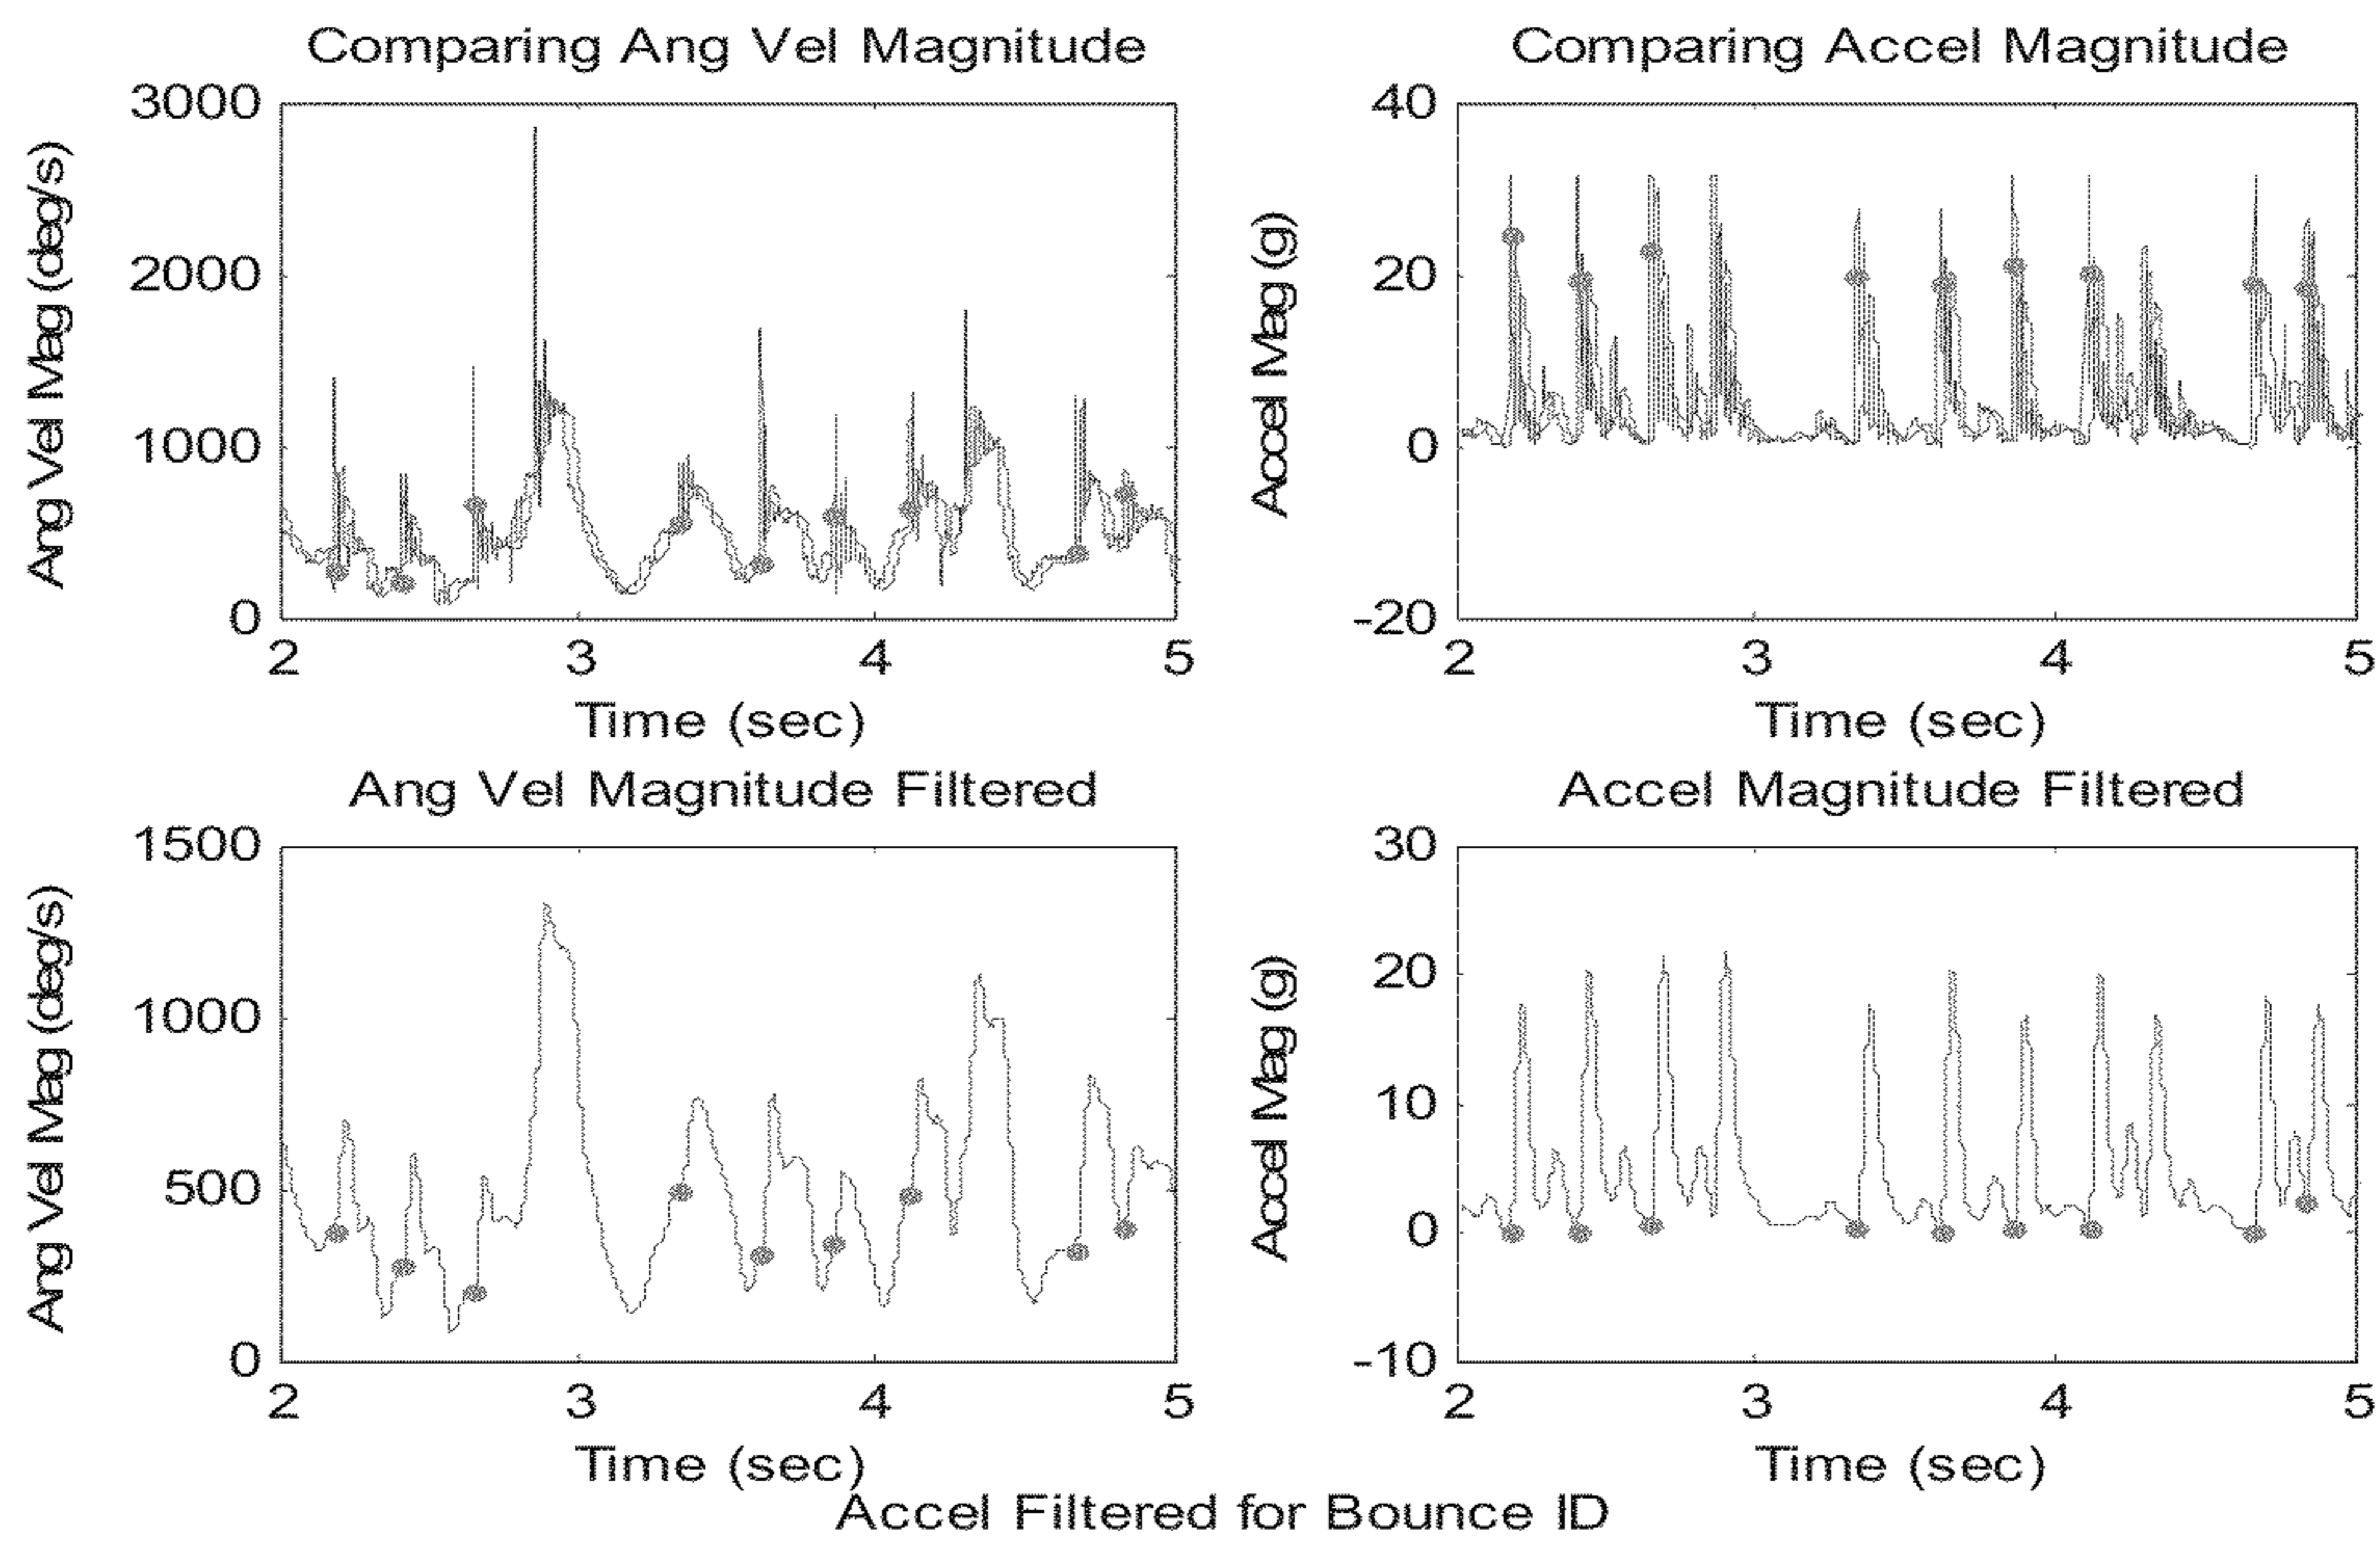 Comparing Ang Vel Magnitude
3000
2000
1000
0
Ang Vel Mag (deg/s)
2 3 4 5
Time (sec)
Comparing Accel Magnitude
40
20
0
-20
Accel Mag (g)
2 3 4 5
Time (sec)
Ang Vel Magnitude Filtered
1500
1000
500
0
Ang Vel Mag (deg/s)
2 3 4 5
Time (sec)
Accel Magnitude Filtered
30
20
10
0
-10
Accel Mag (g)
2 3 4 5
Time (sec)
Accel Filtered for Bounce ID